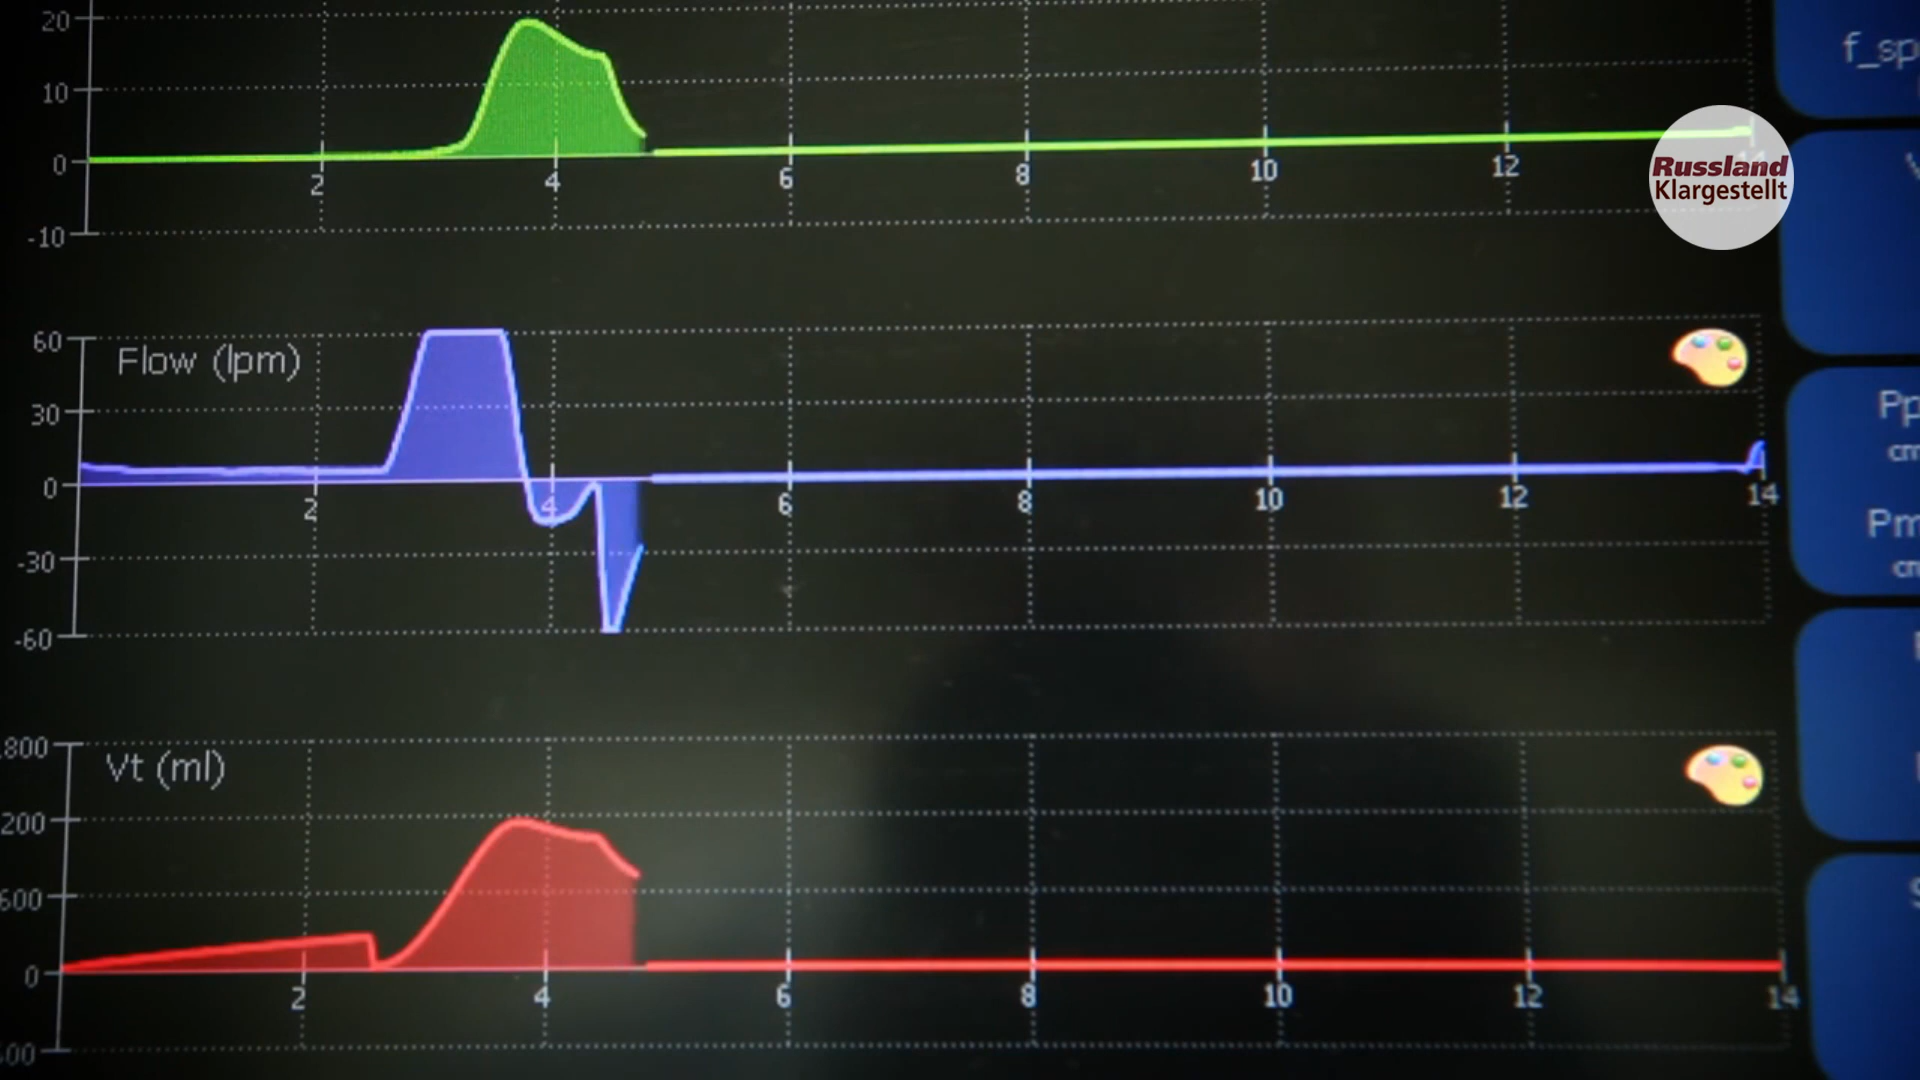 20
10
0
-10
2 4 6 8 10 12
f_sp
Russland
Klargestellt
60
30
0
-30
-60
Flow (lpm)
2 4 6 8 10 12 14
Pp
cm
Pm
cm
Vt (ml)
800
200
600
0
2 4 6 8 10 12 14